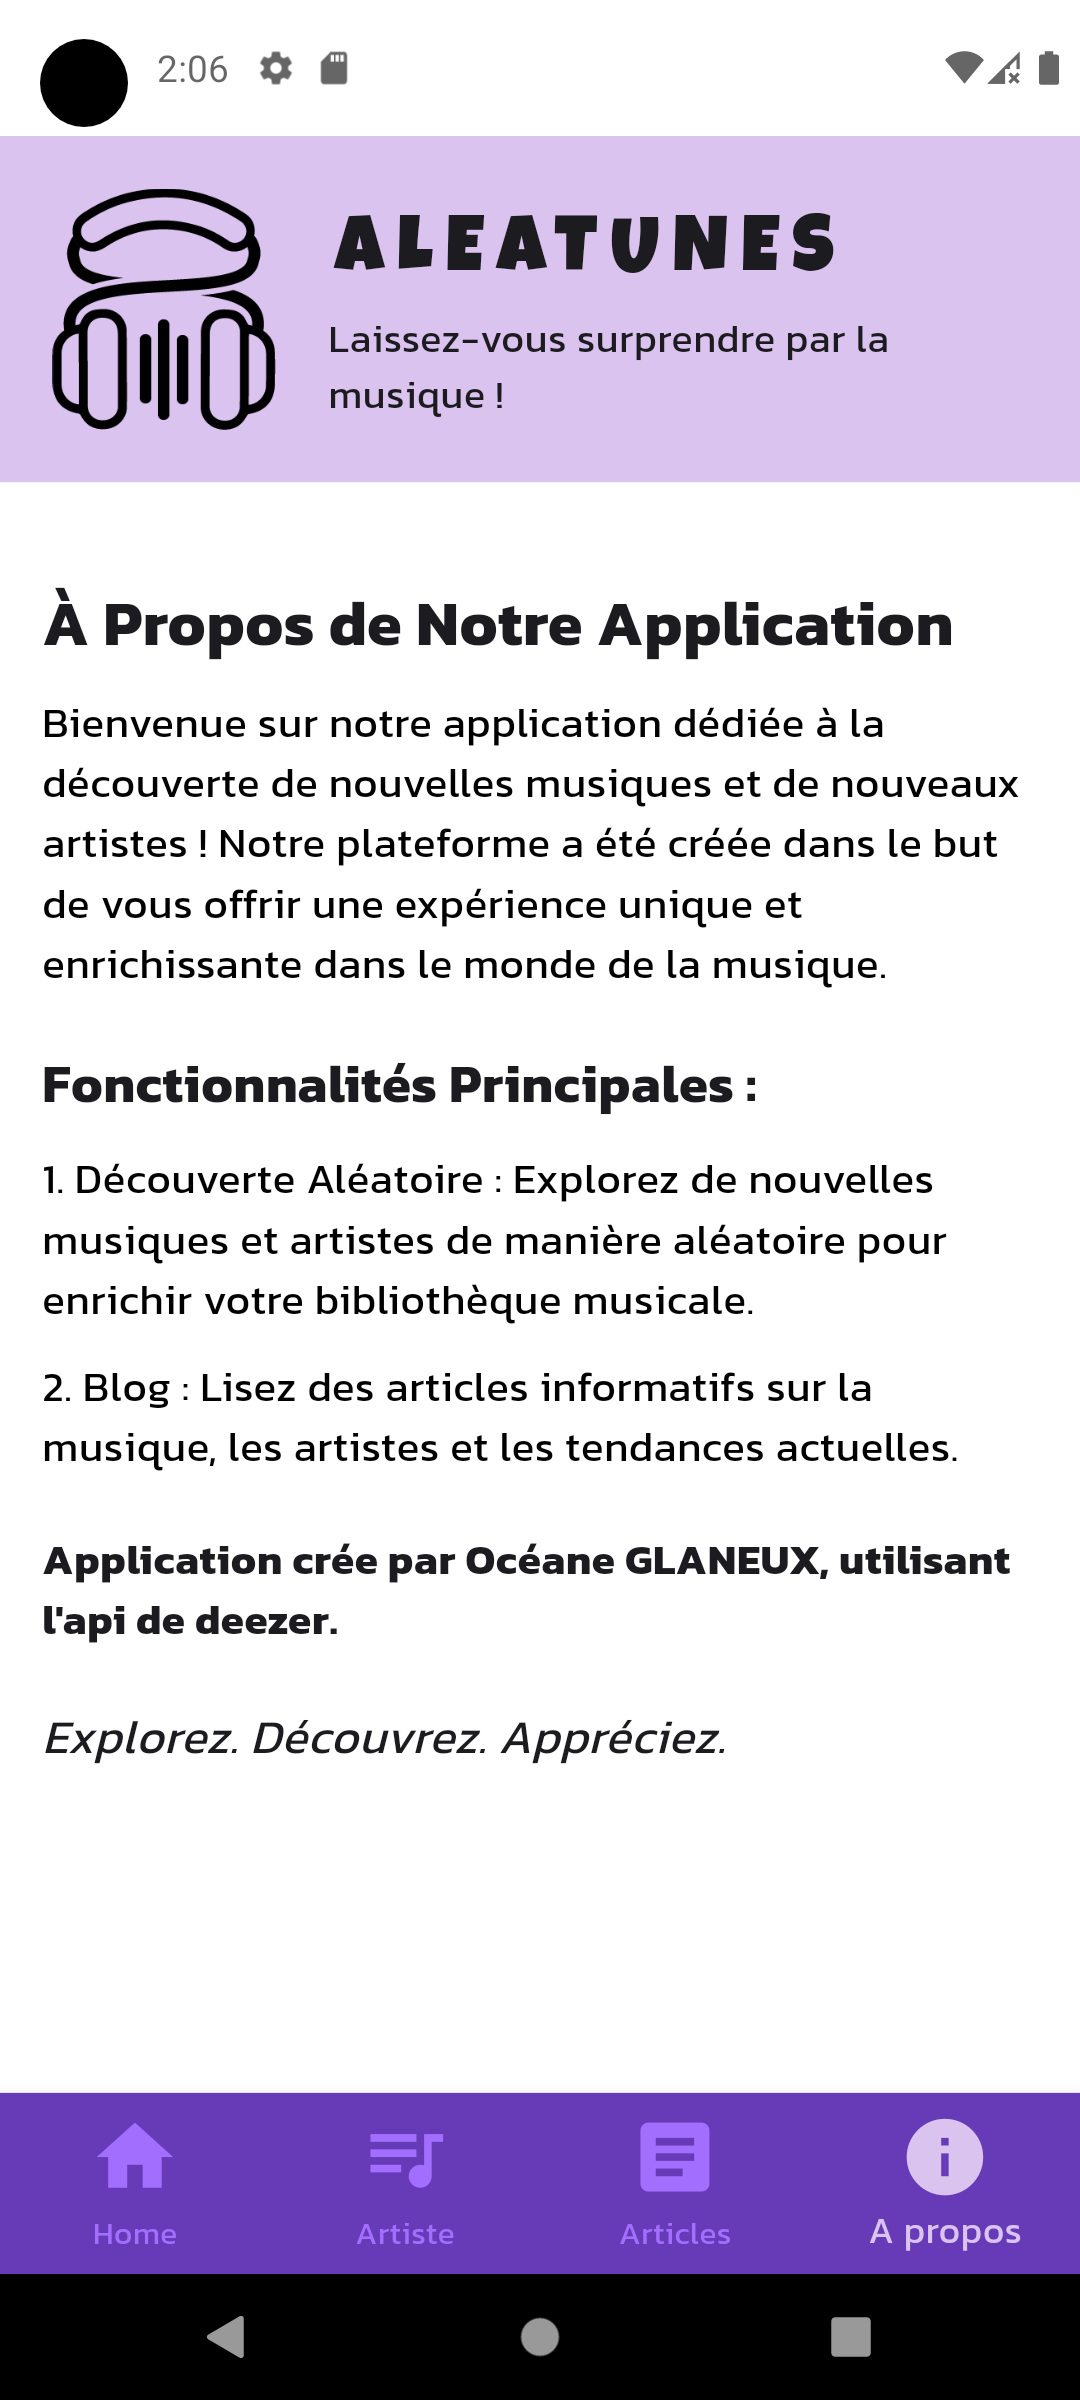 2:06
ALEATUNES
Laissez-vous surprendre par la
musique !
À Propos de Notre Application
Bienvenue sur notre application dédiée à la
découverte de nouvelles musiques et de nouveaux
artistes ! Notre plateforme a été créée dans le but
de vous offrir une expérience unique et
enrichissante dans le monde de la musique.
Fonctionnalités Principales :
1. Découverte Aléatoire : Explorez de nouvelles
musiques et artistes de manière aléatoire pour
enrichir votre bibliothèque musicale.
2. Blog : Lisez des articles informatifs sur la
musique, les artistes et les tendances actuelles.
Application crée par Océane GLANEUX, utilisant
l'api de deezer.
Explorez. Découvrez. Appréciez.
Home
Artiste
Articles
A propos